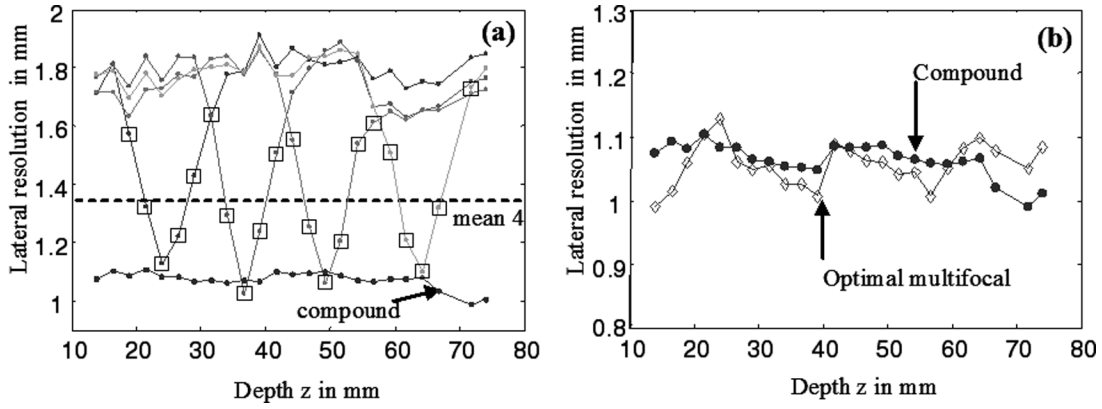 (a)
Lateral resolution in mm
2
1.8
1.6
1.4
1.2
1
mean 4
compound
10 20 30 40 50 60 70 80
Depth z in mm
(b)
Lateral resolution in mm
1.3
1.2
1.1
1
0.9
0.8
Compound
Optimal multifocal
10 20 30 40 50 60 70 80
Depth z in mm